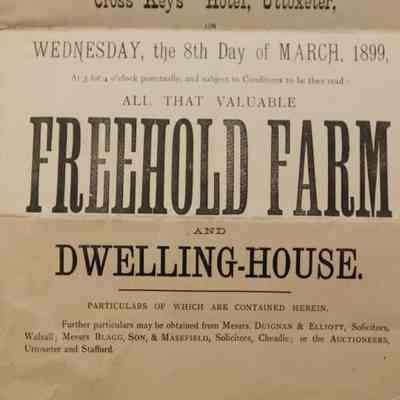 Cross Keys Hotel, Uttoxeter,
ON
WEDNESDAY, the 8th Day of MARCH, 1899,
At 3 for 4 o'clock punctually, and subject to Conditions to be then read:
ALL THAT VALUABLE
FREEHOLD FARM
AND
DWELLING-HOUSE.
PARTICULARS OF WHICH ARE CONTAINED HEREIN.
Further particulars may be obtained from Messrs. DUIGNAN & ELLIOTT, Solicitors,
Walsall; Messrs BLAGG, SON, & MASEFIELD, Solicitors, Cheadle; or the AUCTIONEERS,
Uttoxeter and Stafford.